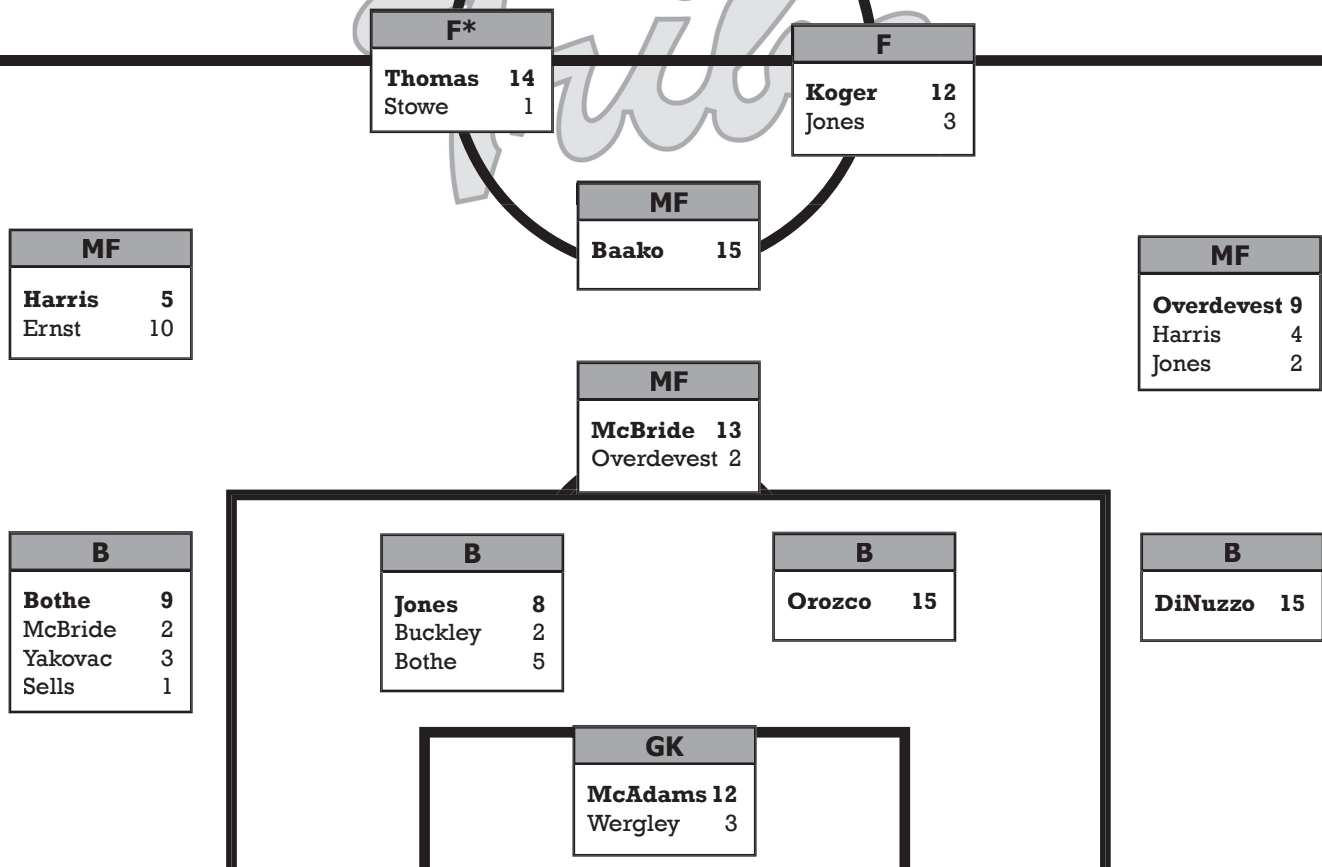 F*
Thomas 14
Stowe 1
F
Koger 12
Jones 3
MF
Baako 15
MF
Harris 5
Ernst 10
MF
Overdevest 9
Harris 4
Jones 2
MF
McBride 13
Overdevest 2
B
Bothe 9
McBride 2
Yakovac 3
Sells 1
B
Jones 8
Buckley 2
Bothe 5
B
Orozco 15
B
DiNuzzo 15
GK
McAdams 12
Wergley 3